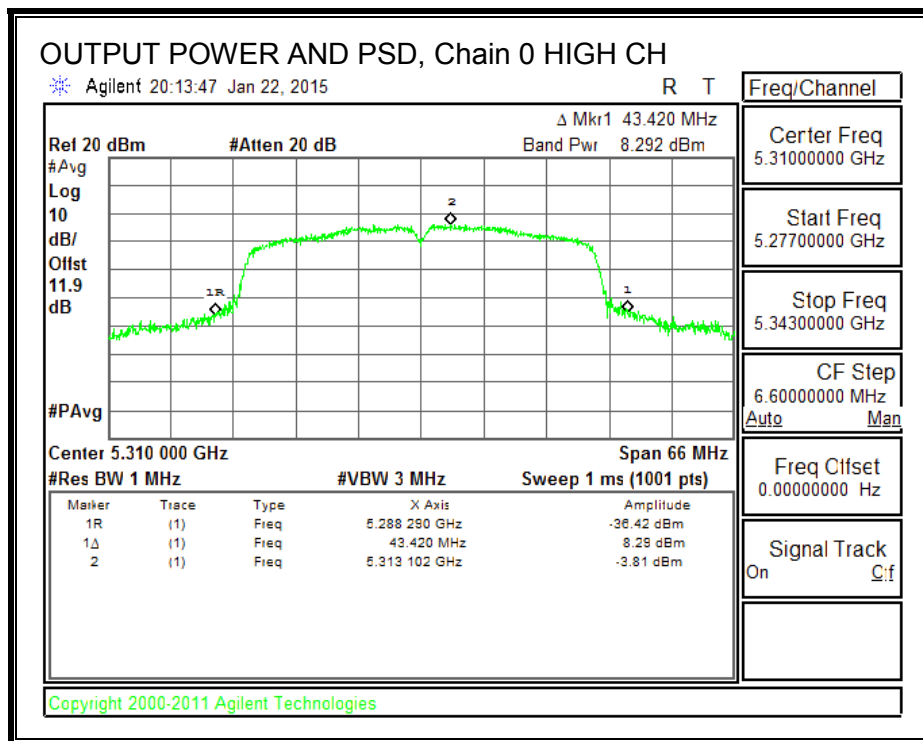 OUTPUT POWER AND PSD, Chain 0 HIGH CH
Agilent 20:13:47 Jan 22, 2015 R T
Δ Mkr1 43.420 MHz
Ref 20 dBm #Atten 20 dB Band Pwr 8.292 dBm
#Avg
Log
10
dB/
Offst
11.9
dB
#PAvg
2
1R
1
Center 5.310 000 GHz Span 66 MHz
#Res BW 1 MHz #VBW 3 MHz Sweep 1 ms (1001 pts)
Marker Trace Type X Axis Amplitude
1R (1) Freq 5.288 290 GHz -36.42 dBm
1Δ (1) Freq 43.420 MHz 8.29 dBm
2 (1) Freq 5.313 102 GHz -3.81 dBm
Copyright 2000-2011 Agilent Technologies
Freq/Channel
Center Freq
5.31000000 GHz
Start Freq
5.27700000 GHz
Stop Freq
5.34300000 GHz
CF Step
6.60000000 MHz
Auto Man
Freq Offset
0.00000000 Hz
Signal Track
On Off